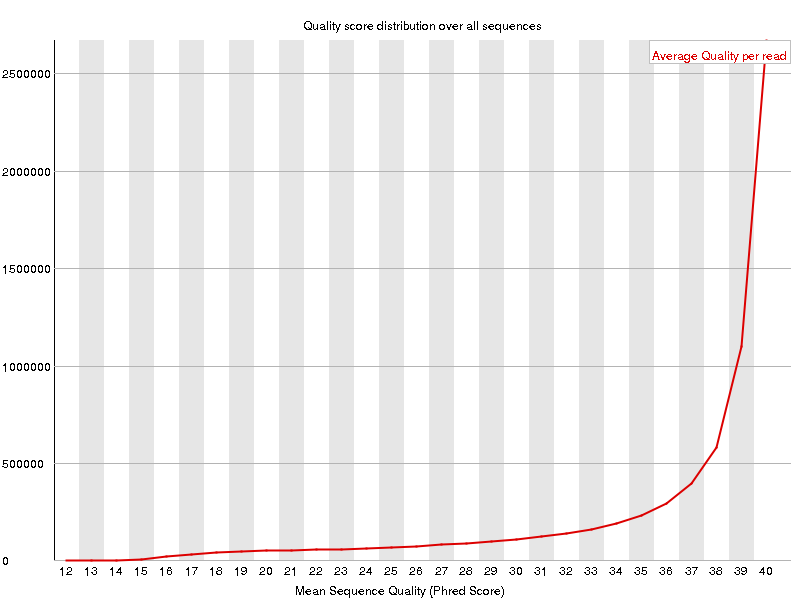 Quality score distribution over all sequences
Average Quality per read
2500000
2000000
1500000
1000000
500000
0
12 13 14 15 16 17 18 19 20 21 22 23 24 25 26 27 28 29 30 31 32 33 34 35 36 37 38 39 40
Mean Sequence Quality (Phred Score)